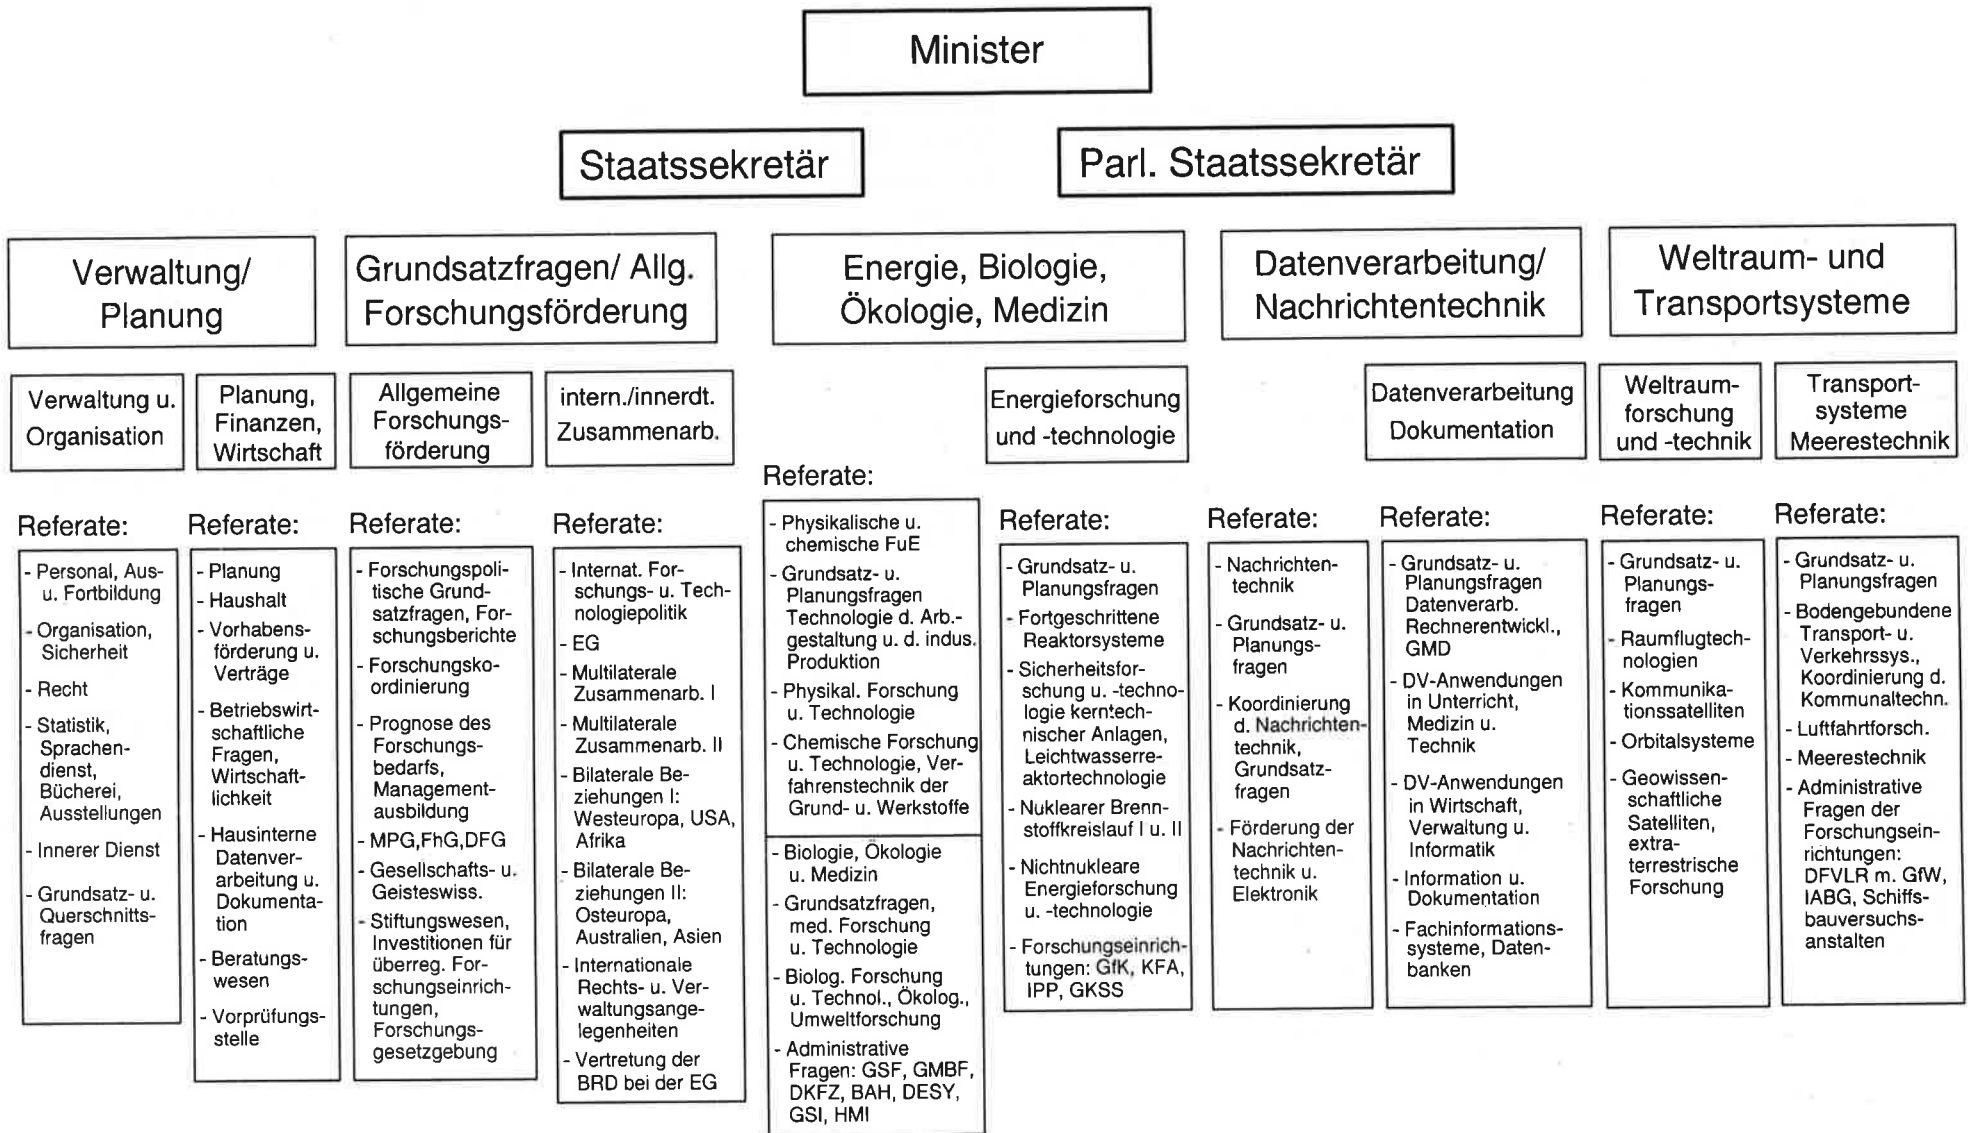 Minister
Staatssekretär
Parl. Staatssekretär
Verwaltung/
Planung
Grundsatzfragen/ Allg.
Forschungsförderung
Energie, Biologie,
Ökologie, Medizin
Datenverarbeitung/
Nachrichtentechnik
Weltraum- und
Transportsysteme
Verwaltung u.
Organisation
Planung,
Finanzen,
Wirtschaft
Allgemeine
Forschungs-
förderung
intern./innerdt.
Zusammenarb.
Energieforschung
und -technologie
Datenverarbeitung
Dokumentation
Weltraum-
forschung
und -technik
Transport-
systeme
Meerestechnik
Referate:
- Personal, Aus-
u. Fortbildung
- Organisation,
Sicherheit
- Recht
- Statistik,
Sprachen-
dienst,
Bücherei,
Ausstellungen
- Innerer Dienst
- Grundsatz- u.
Querschnitts-
fragen
Referate:
- Planung
- Haushalt
- Vorhabens-
förderung u.
Verträge
- Betriebswirt-
schaftliche
Fragen,
Wirtschaft-
lichkeit
- Hausinterne
Datenver-
arbeitung u.
Dokumenta-
tion
- Beratungs-
wesen
- Vorprüfungs-
stelle
Referate:
- Forschungspoli-
tische Grund-
satzfragen, For-
schungsberichte
- Forschungsko-
ordinierung
- Prognose des
Forschungs-
bedarfs,
Management-
ausbildung
- MPG,FhG,DFG
- Gesellschafts- u.
Geisteswiss.
- Stiftungswesen,
Investitionen für
überreg. For-
schungseinrich-
tungen,
Forschungs-
gesetzgebung
Referate:
- Internat. For-
schungs- u. Tech-
nologiepolitik
- EG
- Multilaterale
Zusammenarb. I
- Multilaterale
Zusammenarb. II
- Bilaterale Be-
ziehungen I:
Westeuropa, USA,
Afrika
- Bilaterale Be-
ziehungen II:
Osteuropa,
Australien, Asien
- Internationale
Rechts- u. Ver-
waltungsange-
legenheiten
- Vertretung der
BRD bei der EG
Referate:
- Physikalische u.
chemische FuE
- Grundsatz- u.
Planungsfragen
Technologie d. Arb.-
gestaltung u. d. indus.
Produktion
- Physikal. Forschung
u. Technologie
- Chemische Forschung
u. Technologie, Ver-
fahrenstechnik der
Grund- u. Werkstoffe
- Biologie, Ökologie
u. Medizin
- Grundsatzfragen,
med. Forschung
u. Technologie
- Biolog. Forschung
u. Technol., Ökolog.,
Umweltforschung
- Administrative
Fragen: GSF, GMBF,
DKFZ, BAH, DESY,
GSI, HMI
Referate:
- Grundsatz- u.
Planungsfragen
- Fortgeschrittene
Reaktorsysteme
- Sicherheitsfor-
schung u. -techno-
logie kerntech-
nischer Anlagen,
Leichtwasserre-
aktortechnologie
- Nuklearer Brenn-
stoffkreislauf I u. II
- Nichtnukleare
Energieforschung
u. -technologie
- Forschungseinrich-
tungen: GfK, KFA,
IPP, GKSS
Referate:
- Nachrichten-
technik
- Grundsatz- u.
Planungs-
fragen
- Koordinierung
d. Nachrichten-
technik,
Grundsatz-
fragen
- Förderung der
Nachrichten-
technik u.
Elektronik
Referate:
- Grundsatz- u.
Planungsfragen
Datenverarb.
Rechnerentwickl.,
GMD
- DV-Anwendungen
in Unterricht,
Medizin u.
Technik
- DV-Anwendungen
in Wirtschaft,
Verwaltung u.
Informatik
- Information u.
Dokumentation
- Fachinformations-
systeme, Daten-
banken
Referate:
- Grundsatz- u.
Planungs-
fragen
- Raumflugtech-
nologien
- Kommunika-
tionssatelliten
- Orbitalsysteme
- Geowissen-
schaftliche
Satelliten,
extra-
terrestrische
Forschung
Referate:
- Grundsatz- u.
Planungsfragen
- Bodengebundene
Transport- u.
Verkehrssys.,
Koordinierung d.
Kommunaltechn.
- Luftfahrtforsch.
- Meerestechnik
- Administrative
Fragen der
Forschungsein-
richtungen:
DFVLR m. GfW,
IABG, Schiffs-
bauversuchs-
anstalten